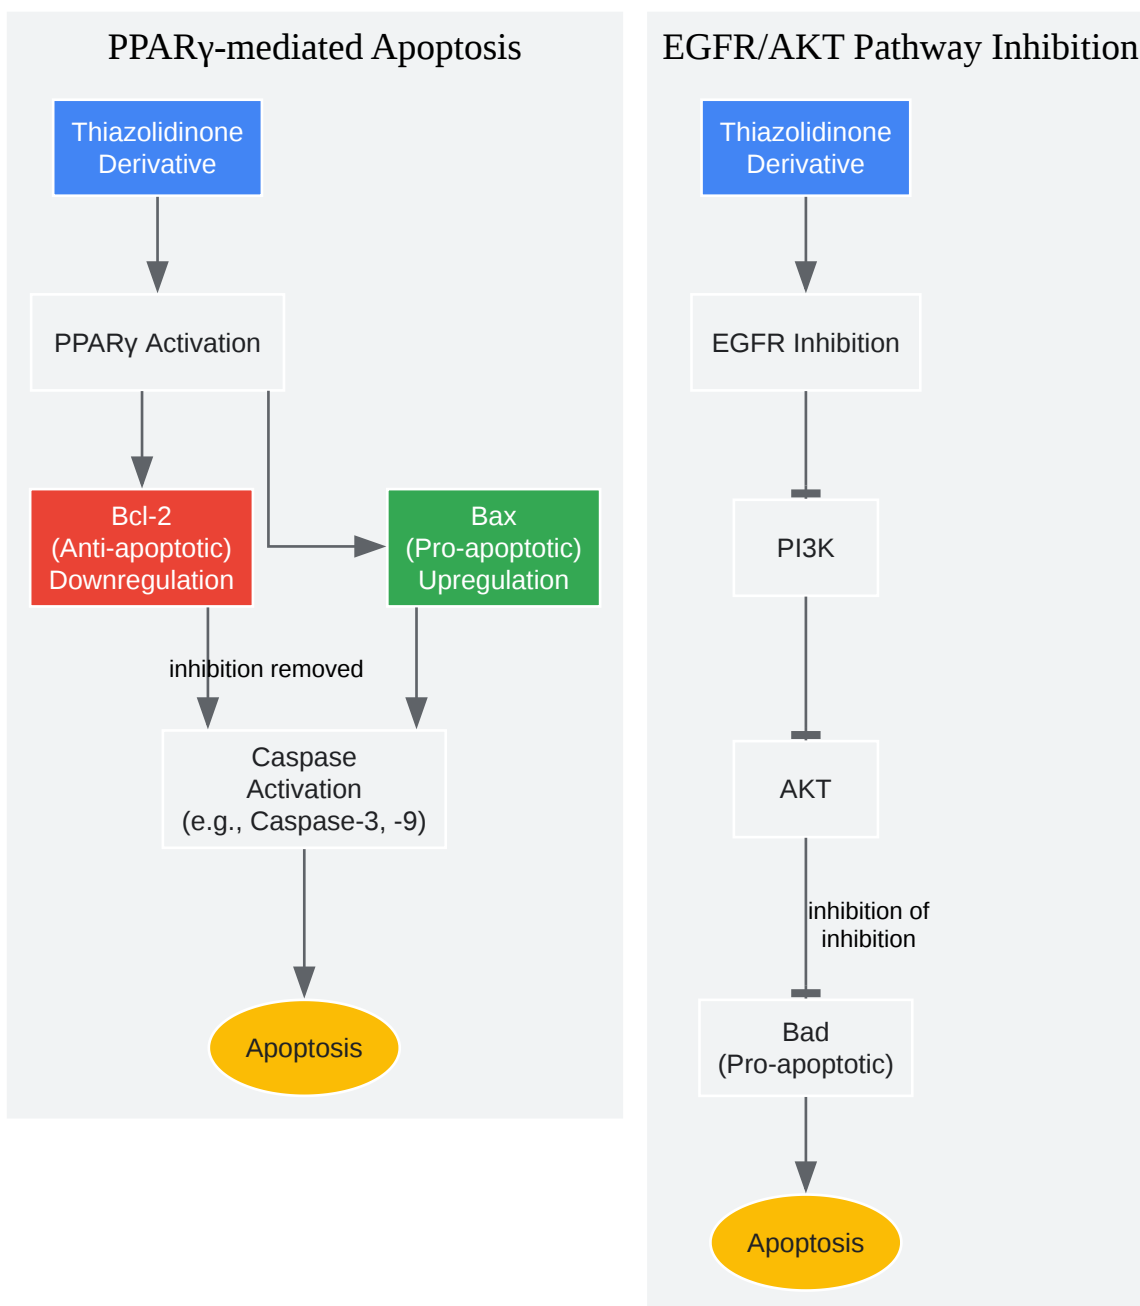 PPARγ-mediated Apoptosis
Thiazolidinone
Derivative
PPARγ Activation
Bcl-2
(Anti-apoptotic)
Downregulation
Bax
(Pro-apoptotic)
Upregulation
inhibition removed
Caspase
Activation
(e.g., Caspase-3, -9)
Apoptosis
EGFR/AKT Pathway Inhibition
Thiazolidinone
Derivative
EGFR Inhibition
PI3K
AKT
inhibition of
inhibition
Bad
(Pro-apoptotic)
Apoptosis